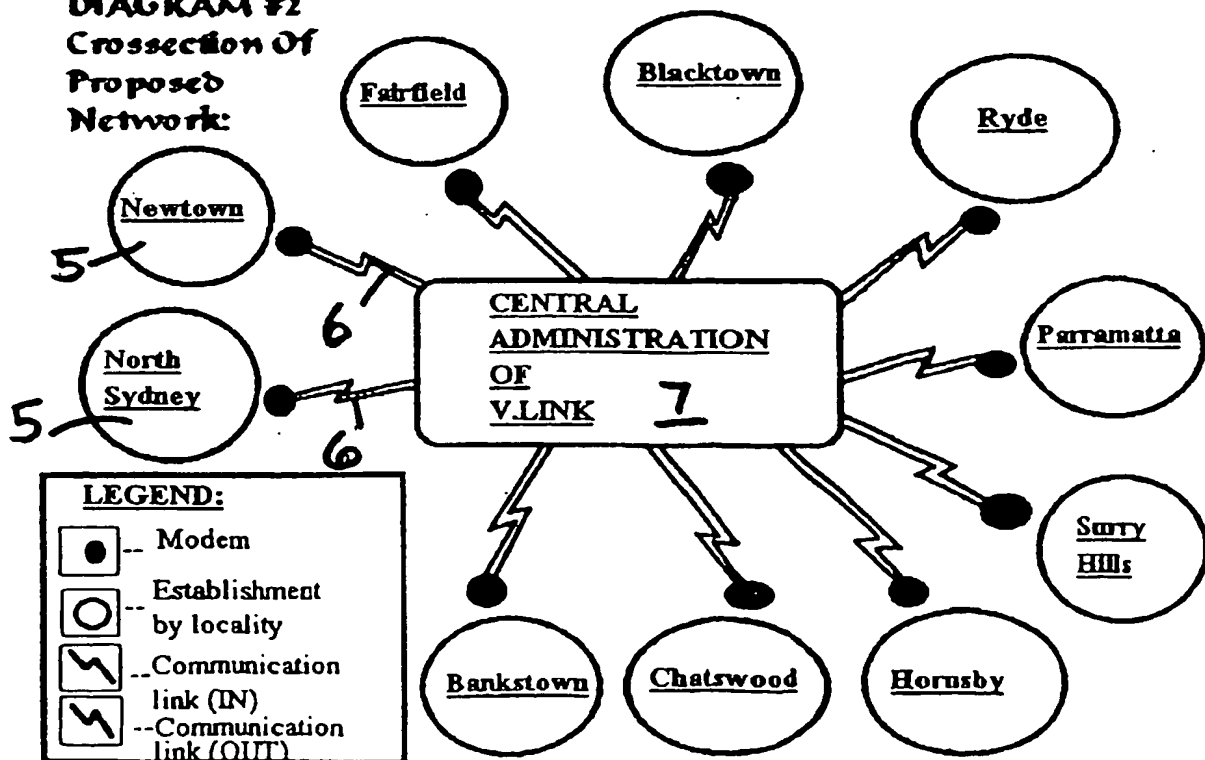 DIAGRAM #2
Crossection Of
Proposed
Network:
Fairfield
Blacktown
Ryde
Newtown
5
6
North
Sydney
5
6
CENTRAL
ADMINISTRATION
OF
V.LINK
7
Parramatta
Surry
Hills
Bankstown
Chatswood
Hornsby
LEGEND:
-- Modem
-- Establishment
by locality
--Communication
link (IN)
--Communication
link (OUT)